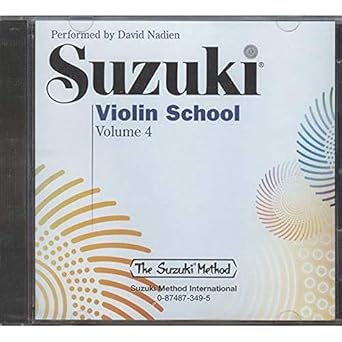 Performed by David Nadien
Suzuki®
Violin School
Volume 4
The Suzuki® Method
Suzuki Method International
0-87487-349-5